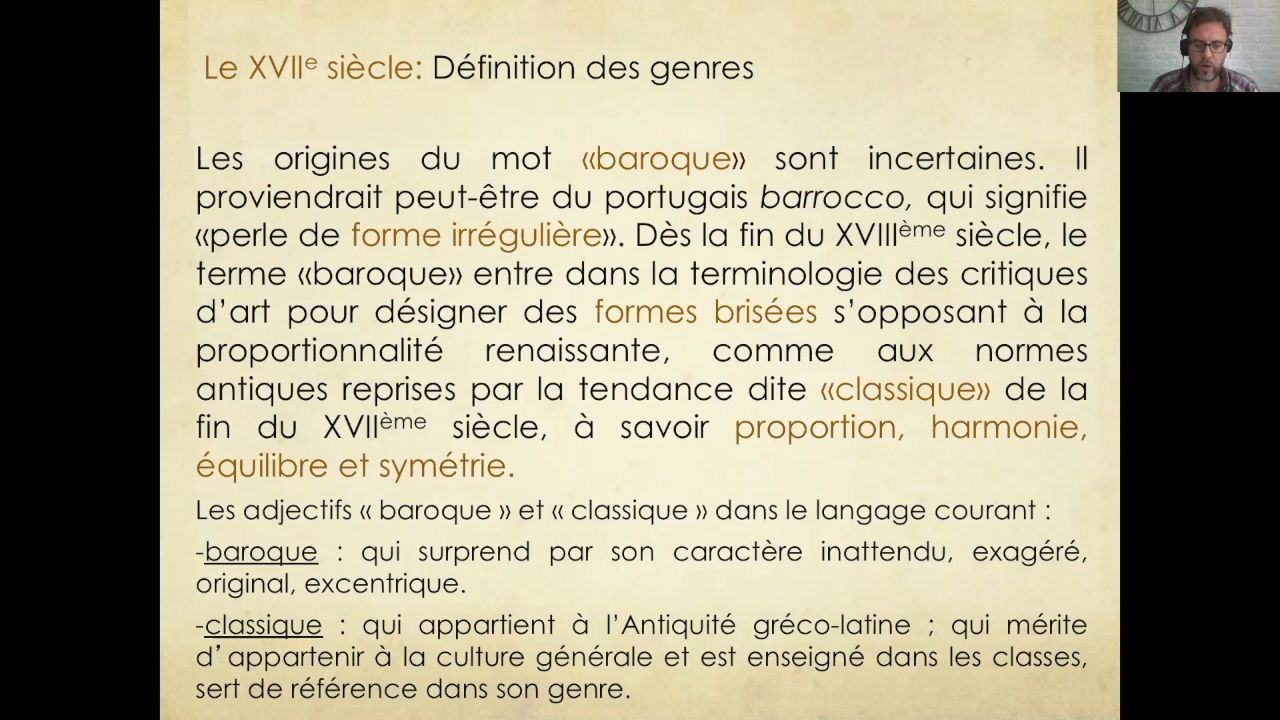 Le XVIIe siècle: Définition des genres
Les origines du mot «baroque» sont incertaines. Il
proviendrait peut-être du portugais barrocco, qui signifie
«perle de forme irrégulière». Dès la fin du XVIIIème siècle, le
terme «baroque» entre dans la terminologie des critiques
d’art pour désigner des formes brisées s’opposant à la
proportionnalité renaissante, comme aux normes
antiques reprises par la tendance dite «classique» de la
fin du XVIIème siècle, à savoir proportion, harmonie,
équilibre et symétrie.
Les adjectifs « baroque » et « classique » dans le langage courant :
-baroque : qui surprend par son caractère inattendu, exagéré,
original, excentrique.
-classique : qui appartient à l’Antiquité gréco-latine ; qui mérite
d’appartenir à la culture générale et est enseigné dans les classes,
sert de référence dans son genre.